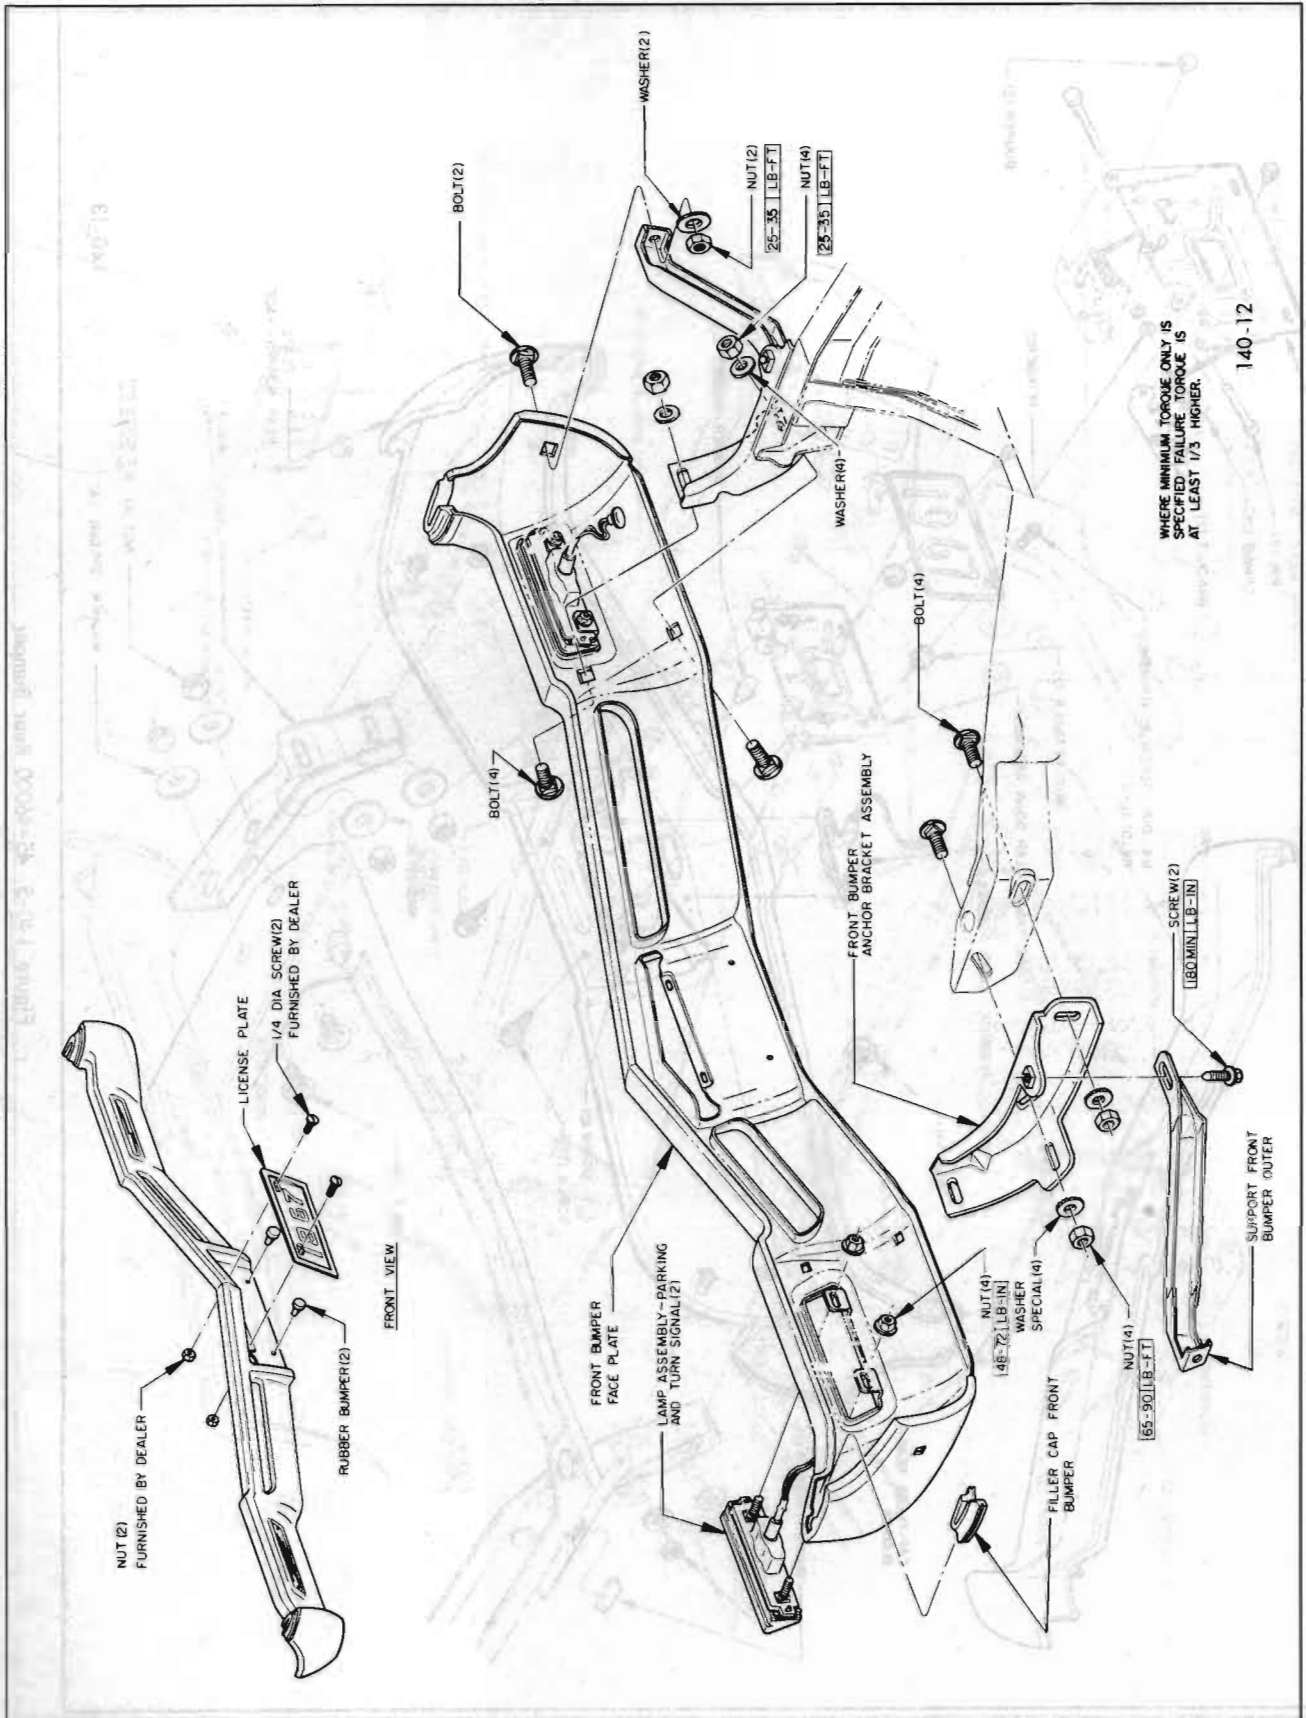 NUT (2)
FURNISHED BY DEALER
LICENSE PLATE
1/4 DIA SCREW(2)
FURNISHED BY DEALER
1967
RUBBER BUMPER(2)
FRONT VIEW
BOLT(2)
WASHER(2)
NUT(2)
25-35 LB-FT
NUT(4)
25-35 LB-FT
BOLT(4)
WASHER(4)
FRONT BUMPER
FACE PLATE
LAMP ASSEMBLY-PARKING
AND TURN SIGNAL(2)
FRONT BUMPER
ANCHOR BRACKET ASSEMBLY
BOLT(4)
NUT(4)
48-72 LB-IN
WASHER
SPECIAL(4)
NUT(4)
65-90 LB-FT
FILLER CAP FRONT
BUMPER
SCREW(2)
180 MIN LB-IN
SUPPORT FRONT
BUMPER OUTER
WHERE MINIMUM TORQUE ONLY IS
SPECIFIED FAILURE TORQUE IS
AT LEAST 1/3 HIGHER.
140-12